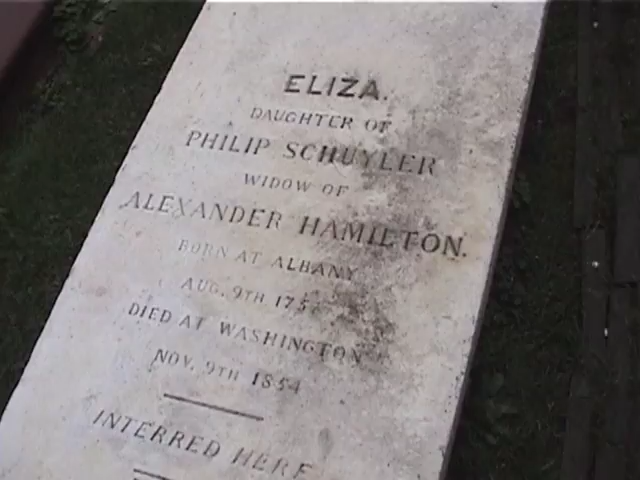 ELIZA.
DAUGHTER OF
PHILIP SCHUYLER
WIDOW OF
ALEXANDER HAMILTON.
BORN AT ALBANY
AUG. 9TH
DIED AT WASHINGTON
NOV. 9TH 1854
INTERRED HERE